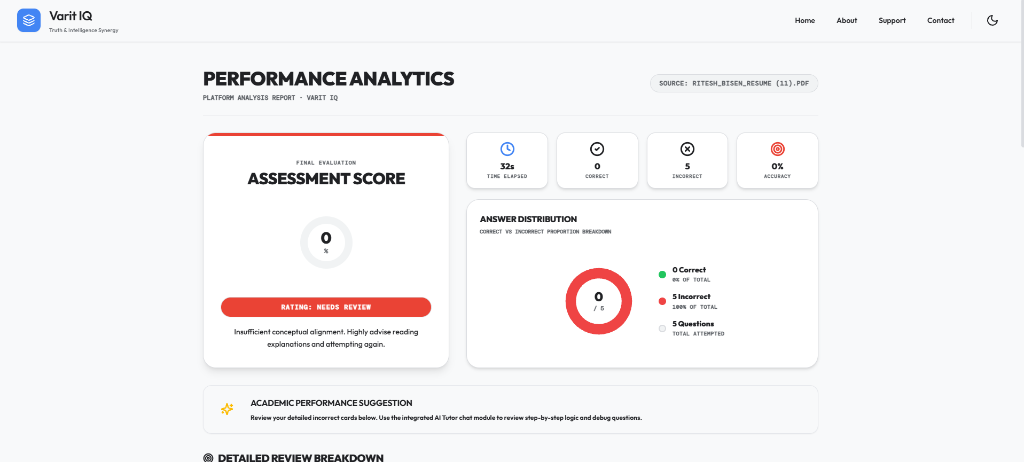 Varit IQ
Truth & Intelligence Synergy
Home About Support Contact
PERFORMANCE ANALYTICS
PLATFORM ANALYSIS REPORT · VARIT IQ
SOURCE: RITESH_BISEN_RESUME (11).PDF
FINAL EVALUATION
ASSESSMENT SCORE
0
%
RATING: NEEDS REVIEW
Insufficient conceptual alignment. Highly advise reading
explanations and attempting again.
32s
TIME ELAPSED
0
CORRECT
5
INCORRECT
0%
ACCURACY
ANSWER DISTRIBUTION
CORRECT VS INCORRECT PROPORTION BREAKDOWN
0
/ 5
0 Correct
0% OF TOTAL
5 Incorrect
100% OF TOTAL
5 Questions
TOTAL ATTEMPTED
ACADEMIC PERFORMANCE SUGGESTION
Review your detailed incorrect cards below. Use the integrated AI Tutor chat module to review step-by-step logic and debug questions.
DETAILED REVIEW BREAKDOWN